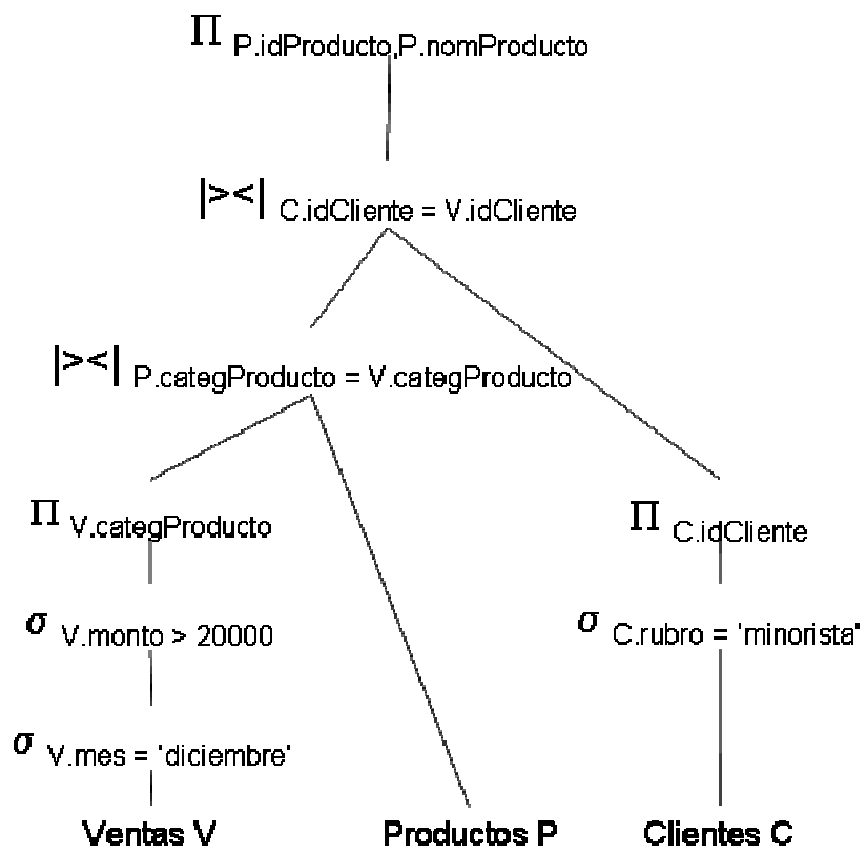 Π P.idProducto,P.nomProducto
|><| C.idCliente = V.idCliente
|><| P.categProducto = V.categProducto
Π V.categProducto
Π C.idCliente
σ V.monto > 20000
σ C.rubro = 'minorista'
σ V.mes = 'diciembre'
Ventas V
Productos P
Clientes C